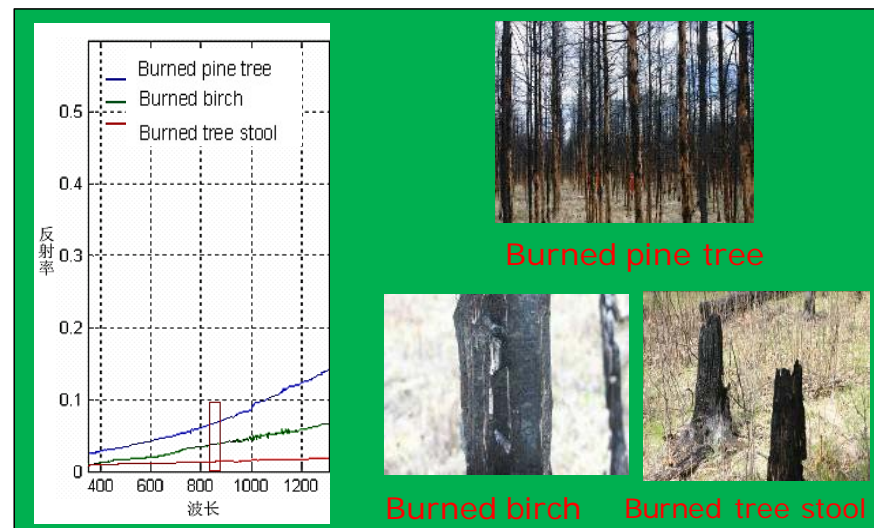 Burned pine tree
Burned birch
Burned tree stool
0.5
0.4
0.3
0.2
0.1
0
反射率
400 600 800 1000 1200
波长
Burned pine tree
Burned birch
Burned tree stool